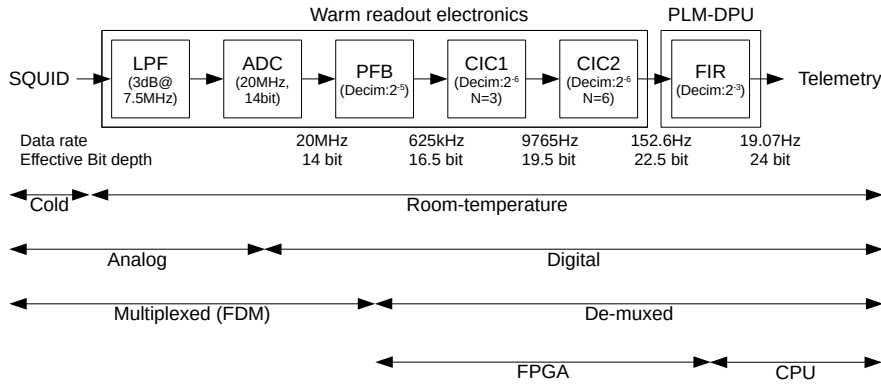 Warm readout electronics PLM-DPU
SQUID LPF ADC PFB CIC1 CIC2 FIR Telemetry
(3dB@ (20MHz, (Decim:2⁻⁵) (Decim:2⁻⁶ (Decim:2⁻⁶ (Decim:2⁻³)
7.5MHz) 14bit) N=3) N=6)
Data rate 20MHz 625kHz 9765Hz 152.6Hz 19.07Hz
Effective Bit depth 14 bit 16.5 bit 19.5 bit 22.5 bit 24 bit
Cold Room-temperature
Analog Digital
Multiplexed (FDM) De-muxed
FPGA CPU